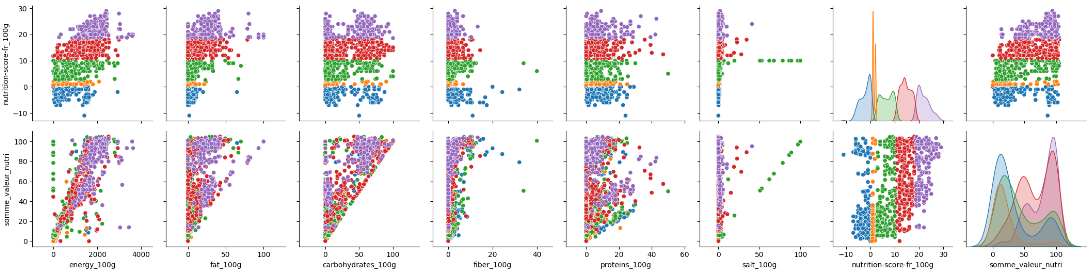 nutrition-score-fr_100g
30
20
10
0
−10
somme_valeur_nutri
100
80
60
40
20
0
0 2000 4000
0 50 100
0 50 100
0 20 40
0 20 40 60
0 50 100
−10 0 10 20 30
0 50 100
energy_100g
fat_100g
carbohydrates_100g
fiber_100g
proteins_100g
salt_100g
nutrition-score-fr_100g
somme_valeur_nutri